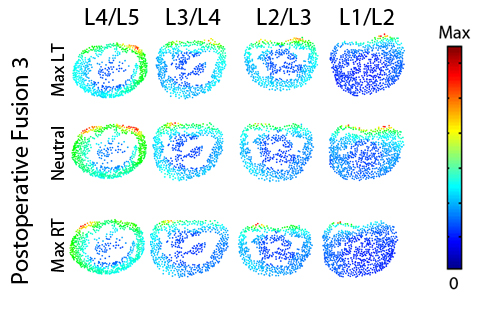 L4/L5 L3/L4 L2/L3 L1/L2
Max
Postoperative Fusion 3
Max LT
Neutral
Max RT
0